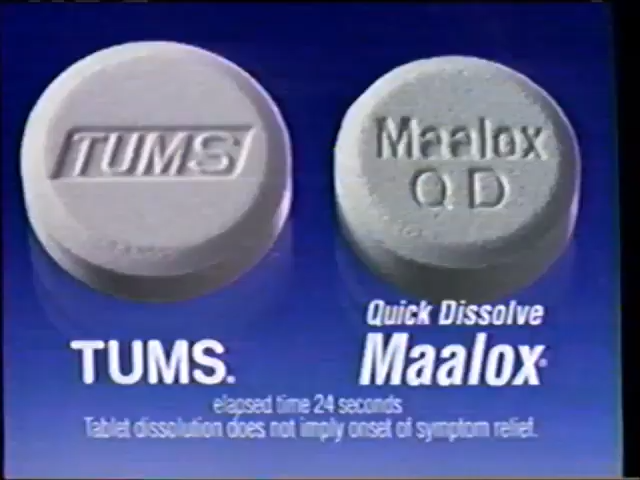 TUMS
Maalox
QD
TUMS.
Quick Dissolve
Maalox®
elapsed time 24 seconds
Tablet dissolution does not imply onset of symptom relief.